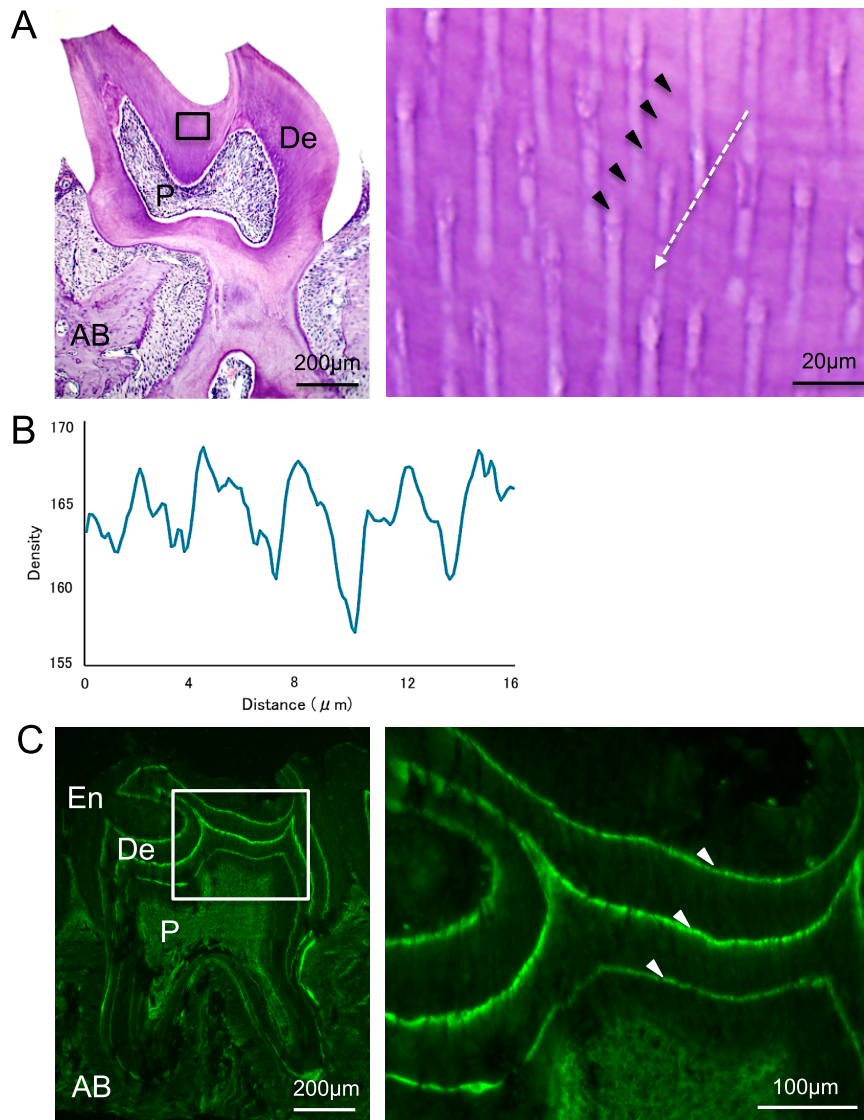 A
De
P
AB
200μm
20μm
B
170
165
160
155
Density
0 4 8 12 16
Distance (μm)
C
En
De
P
AB
200μm
100μm